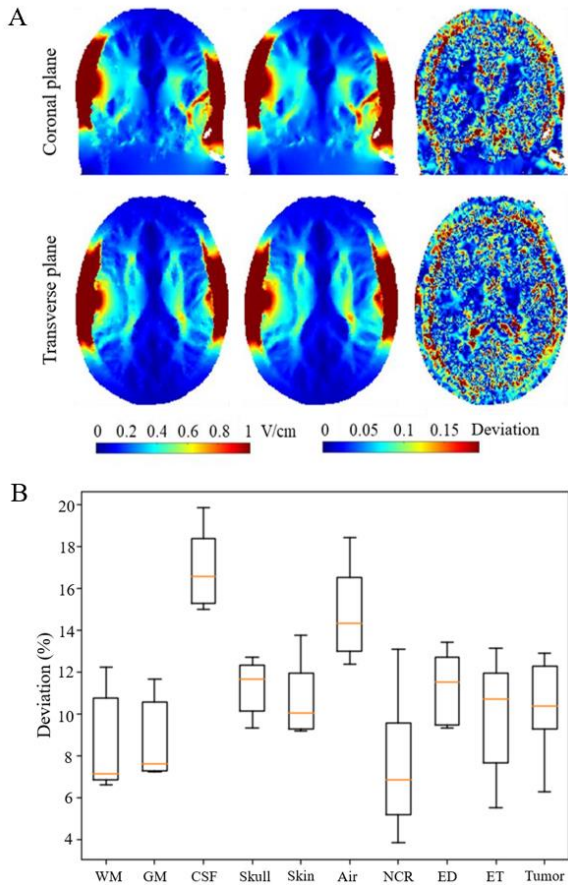 A
Coronal plane
Transverse plane
0 0.2 0.4 0.6 0.8 1 V/cm
0 0.05 0.1 0.15 Deviation
B
Deviation (%)
20
18
16
14
12
10
8
6
4
WM GM CSF Skull Skin Air NCR ED ET Tumor